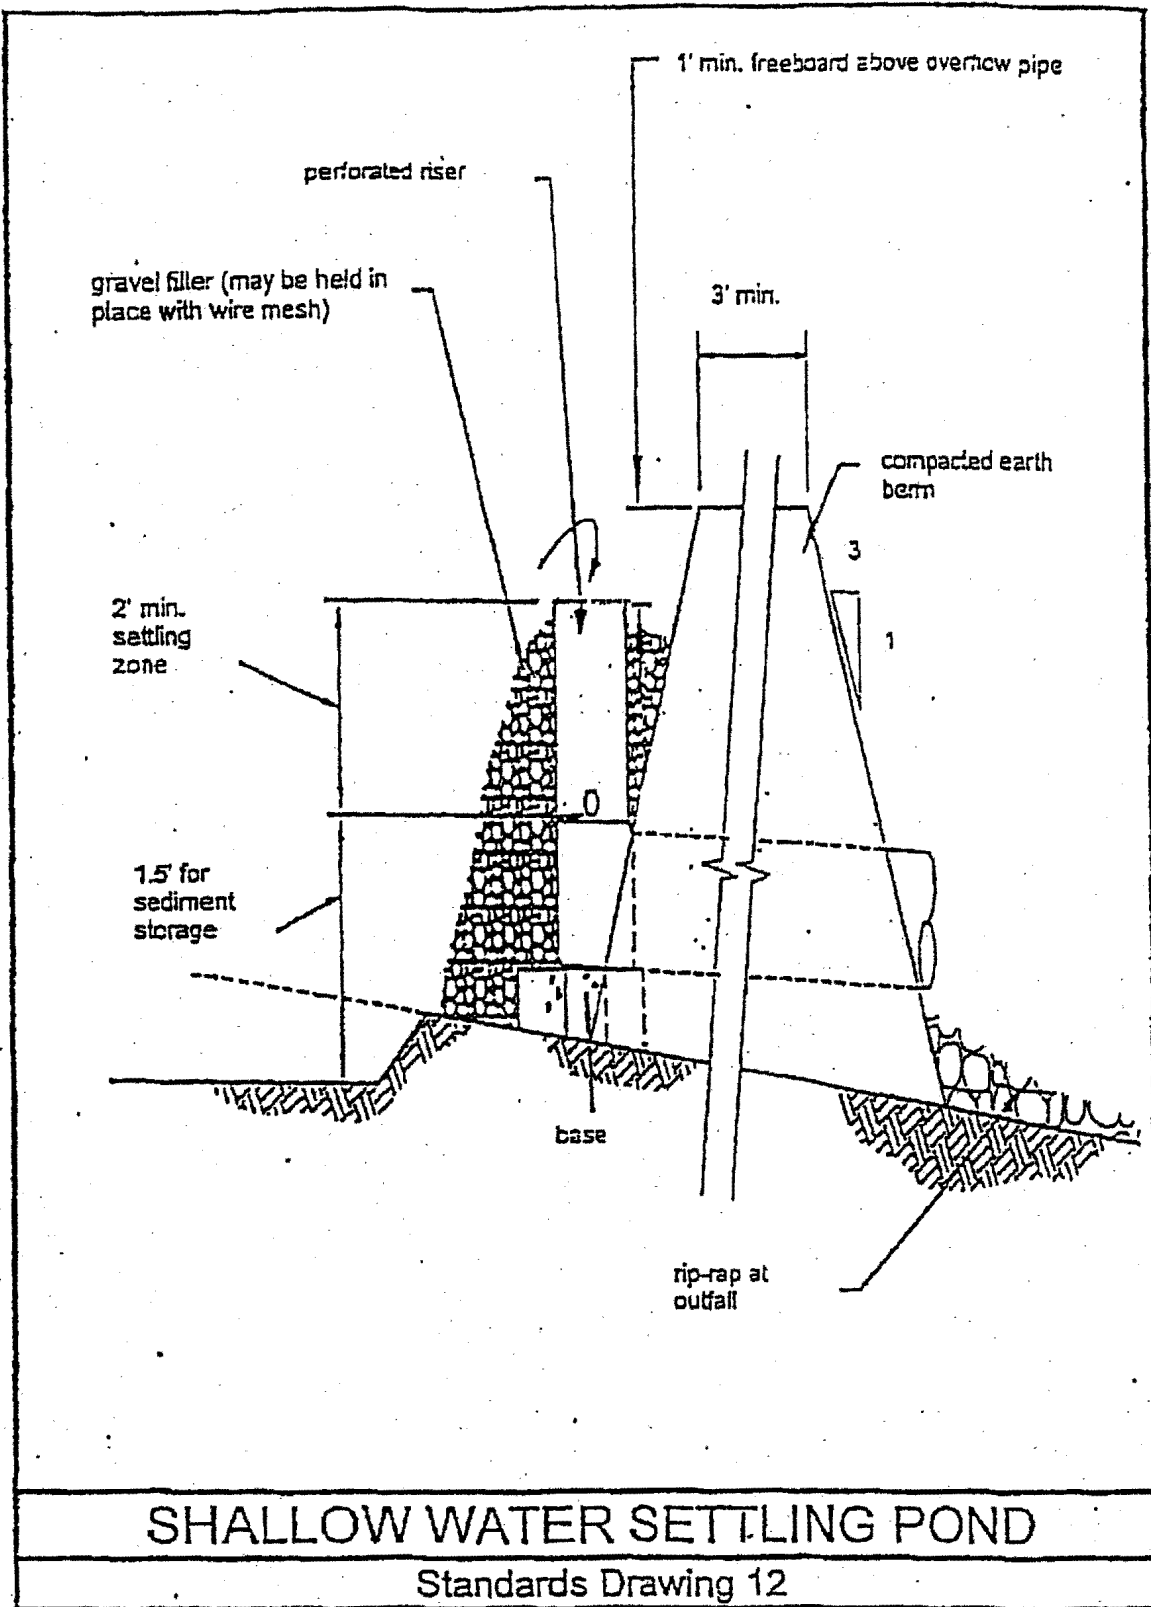 1' min. freeboard above overflow pipe
perforated riser
gravel filler (may be held in
place with wire mesh)
3' min.
compacted earth
berm
3
1
2' min.
settling
zone
1.5' for
sediment
storage
base
rip-rap at
outfall
SHALLOW WATER SETTLING POND
Standards Drawing 12